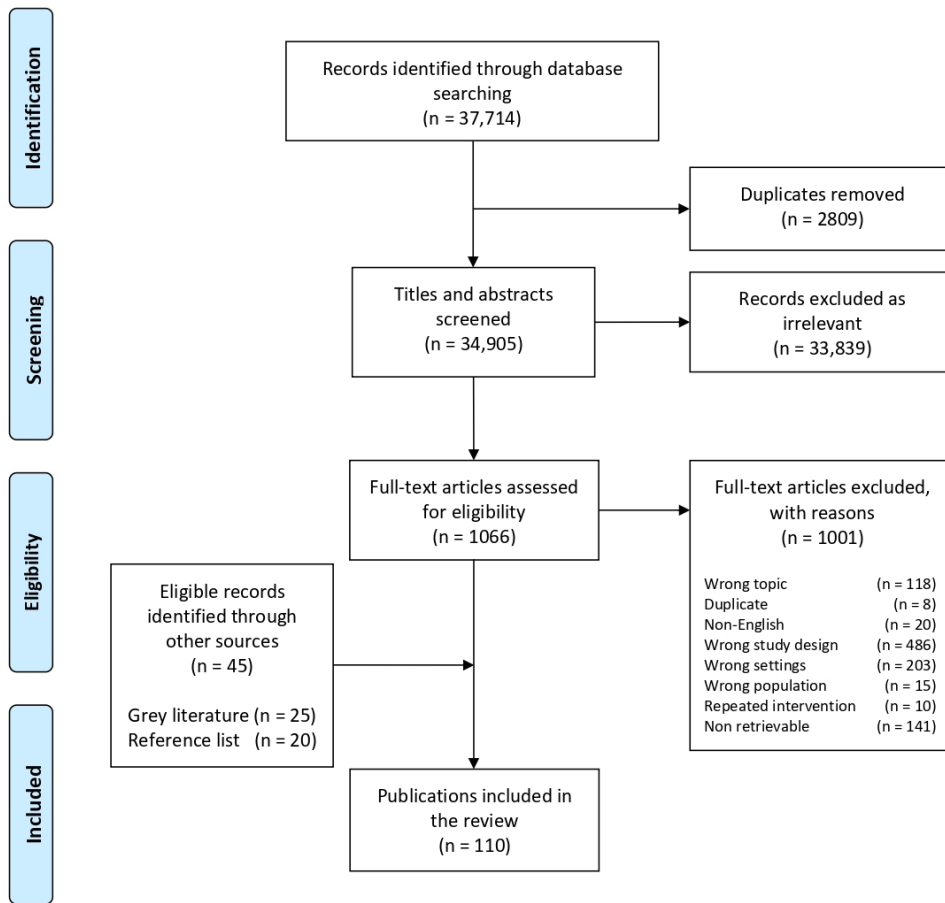 Identification
Records identified through database
searching
(n = 37,714)
Duplicates removed
(n = 2809)
Screening
Titles and abstracts
screened
(n = 34,905)
Records excluded as
irrelevant
(n = 33,839)
Eligibility
Full-text articles assessed
for eligibility
(n = 1066)
Full-text articles excluded,
with reasons
(n = 1001)
Wrong topic (n = 118)
Duplicate (n = 8)
Non-English (n = 20)
Wrong study design (n = 486)
Wrong settings (n = 203)
Wrong population (n = 15)
Repeated intervention (n = 10)
Non retrievable (n = 141)
Eligible records
identified through
other sources
(n = 45)
Grey literature (n = 25)
Reference list (n = 20)
Included
Publications included in
the review
(n = 110)